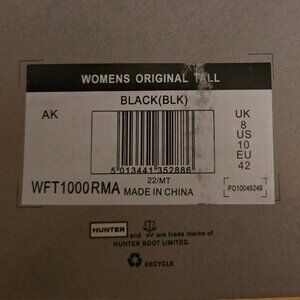 WOMENS ORIGINAL TALL
BLACK(BLK)
AK
UK
8
US
10
EU
42
5 013441 352886
22/MT
WFT1000RMA MADE IN CHINA
PO10049249
HUNTER and are trade marks of
HUNTER BOOT LIMITED.
RECYCLE